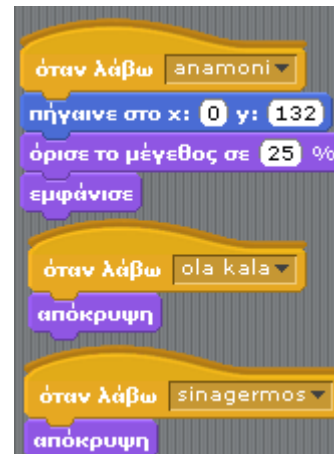 όταν λάβω anamoni
πήγαινε στο x: 0 y: 132
όρισε το μέγεθος σε 25 %
εμφάνισε
όταν λάβω ola kala
απόκρυψη
όταν λάβω sinagermos
απόκρυψη